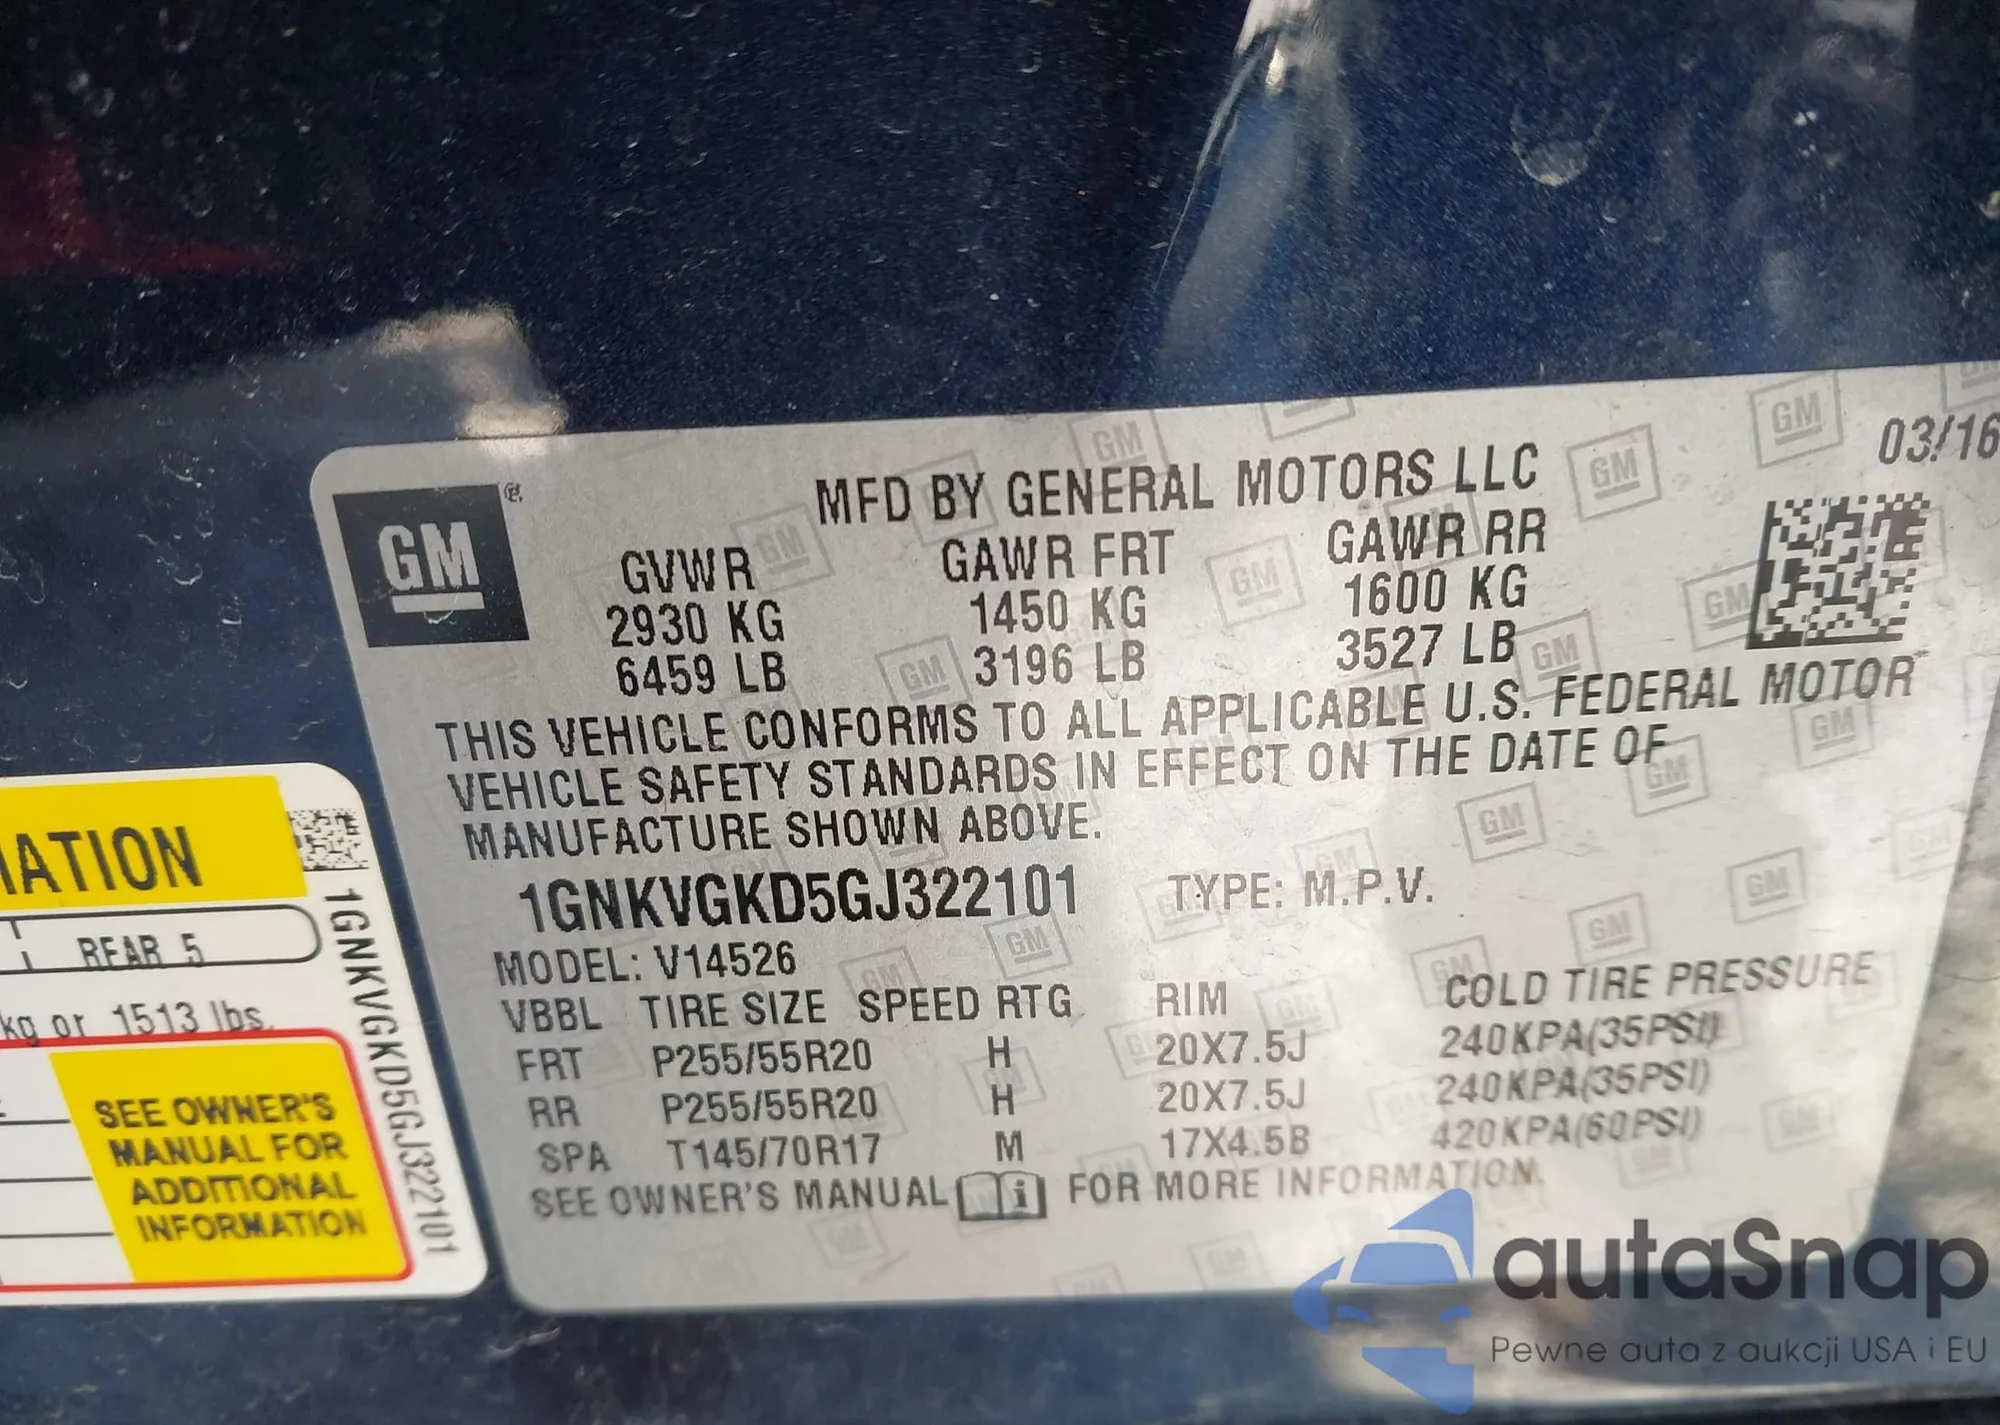 03/16
MFD BY GENERAL MOTORS LLC
GM
GVWR GAWR FRT GAWR RR
2930 KG 1450 KG 1600 KG
6459 LB 3196 LB 3527 LB
THIS VEHICLE CONFORMS TO ALL APPLICABLE U.S. FEDERAL MOTOR
VEHICLE SAFETY STANDARDS IN EFFECT ON THE DATE OF
MANUFACTURE SHOWN ABOVE.
1GNKVGKD5GJ322101 TYPE: M.P.V.
MODEL: V14526
VBBL TIRE SIZE SPEED RTG RIM COLD TIRE PRESSURE
FRT P255/55R20 H 20X7.5J 240KPA(35PSI)
RR P255/55R20 H 20X7.5J 240KPA(35PSI)
SPA T145/70R17 M 17X4.5B 420KPA(60PSI)
SEE OWNER'S MANUAL i FOR MORE INFORMATION.
MATION
REAR 5
kg or 1513 lbs.
SEE OWNER'S
MANUAL FOR
ADDITIONAL
INFORMATION
1GNKVGKD5GJ322101
autaSnap
Pewne auta z aukcji USA i EU